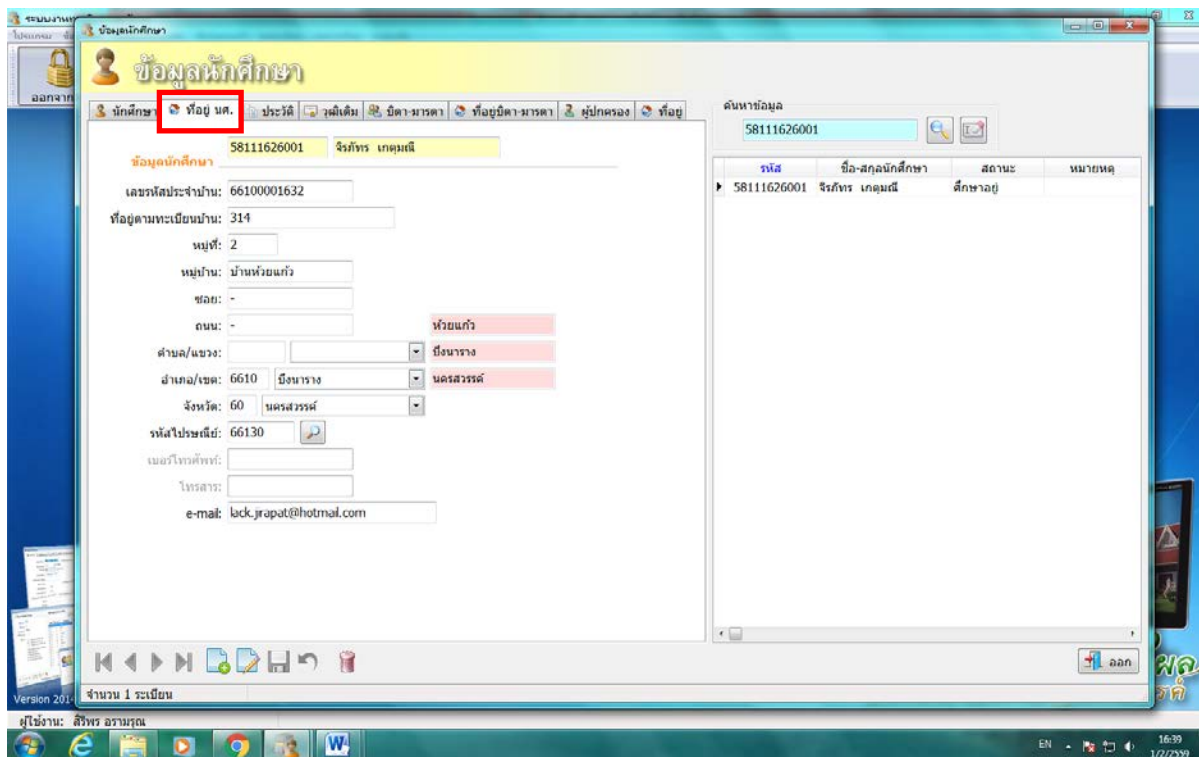 ข้อมูลนักศึกษา
ข้อมูลนักศึกษา
นักศึกษา ที่อยู่ นศ. ประวัติ วุฒิเดิม บิดา-มารดา ที่อยู่บิดา-มารดา ผู้ปกครอง ที่อยู่
ค้นหาข้อมูล
58111626001
58111626001 จิรภัทร เกตุมณี
ข้อมูลนักศึกษา
รหัส ชื่อ-สกุลนักศึกษา สถานะ หมายหตุ
58111626001 จิรภัทร เกตุมณี ศึกษาอยู่
เลขรหัสประจำบ้าน: 66100001632
ที่อยู่ตามทะเบียนบ้าน: 314
หมู่ที่: 2
หมู่บ้าน: บ้านห้วยแก้ว
ซอย: -
ถนน: - ห้วยแก้ว
ตำบล/แขวง: บึงนาราง
อำเภอ/เขต: 6610 บึงนาราง นครสวรรค์
จังหวัด: 60 นครสวรรค์
รหัสไปรษณีย์: 66130
เบอร์โทรศัพท์:
โทรสาร:
e-mail: lack.jirapat@hotmail.com
ออก
จำนวน 1 ระเบียน
Version 201
ผู้ใช้งาน: สิริพร อรามรุณ
EN 16:39
1/2/2559